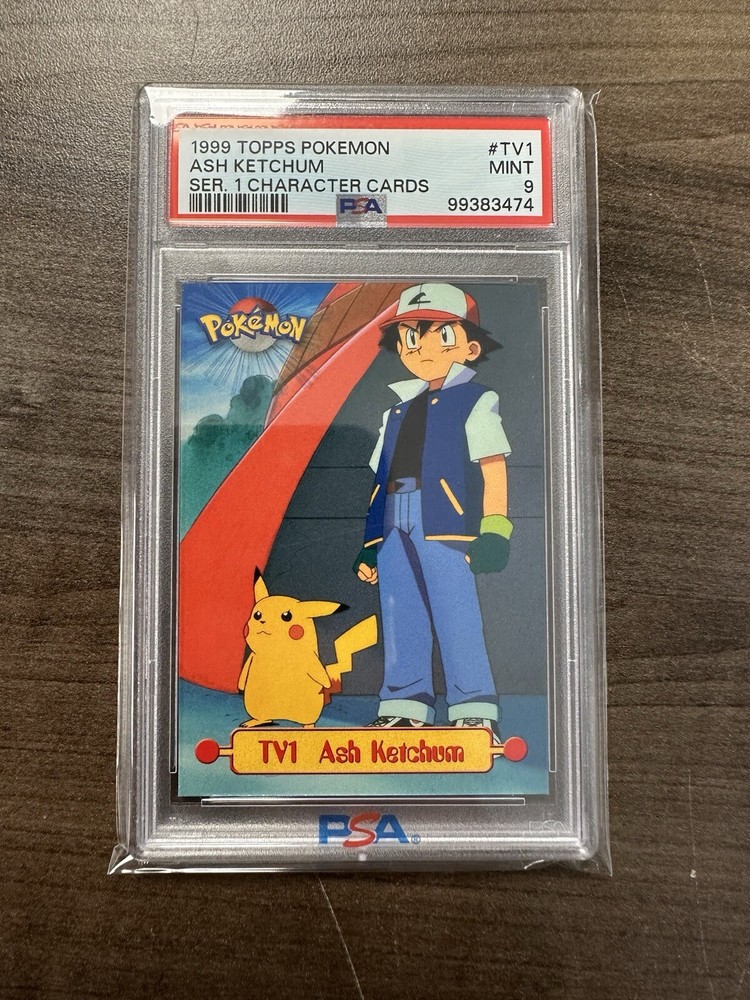 1999 TOPPS POKEMON #TV1
ASH KETCHUM MINT
SER. 1 CHARACTER CARDS 9
PSA 99383474
POKéMON
TV1 Ash Ketchum
PSA®